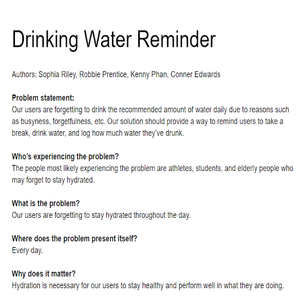 Drinking Water Reminder
Authors: Sophia Riley, Robbie Prentice, Kenny Phan, Conner Edwards
Problem statement:
Our users are forgetting to drink the recommended amount of water daily due to reasons such
as busyness, forgetfulness, etc. Our solution should provide a way to remind users to take a
break, drink water, and log how much water they've drunk.
Who's experiencing the problem?
The people most likely experiencing the problem are athletes, students, and elderly people who
may forget to stay hydrated.
What is the problem?
Our users are forgetting to stay hydrated throughout the day.
Where does the problem present itself?
Every day.
Why does it matter?
Hydration is necessary for our users to stay healthy and perform well in what they are doing.